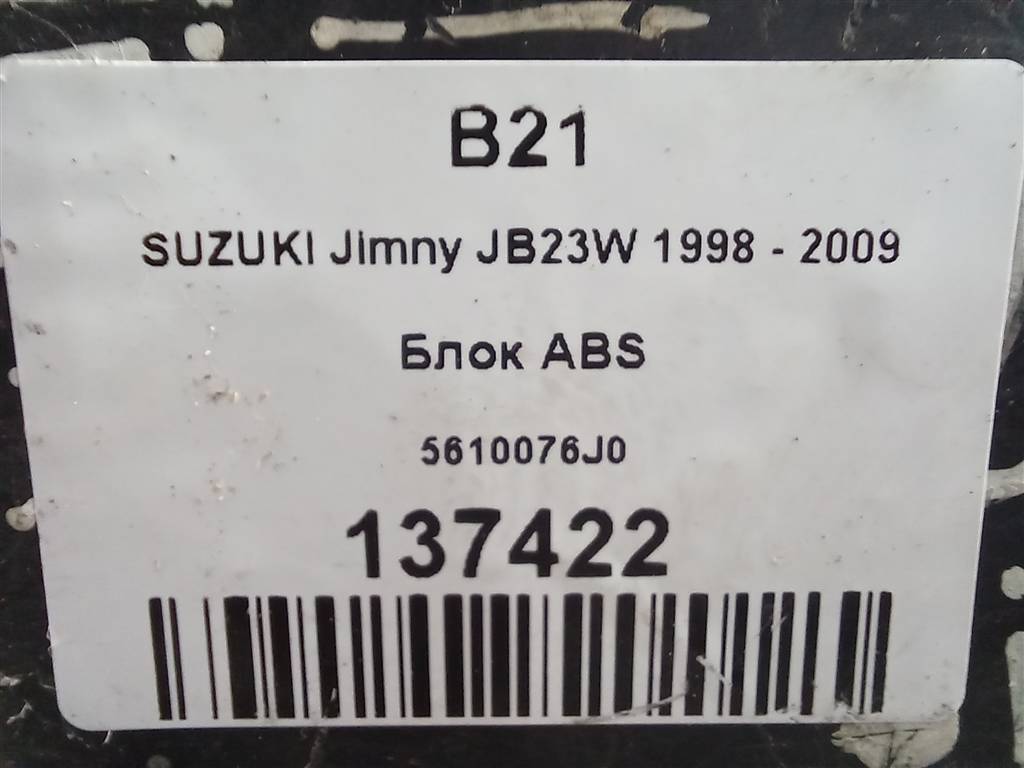 B21
SUZUKI Jimny JB23W 1998 - 2009
Блок ABS
5610076J0
137422